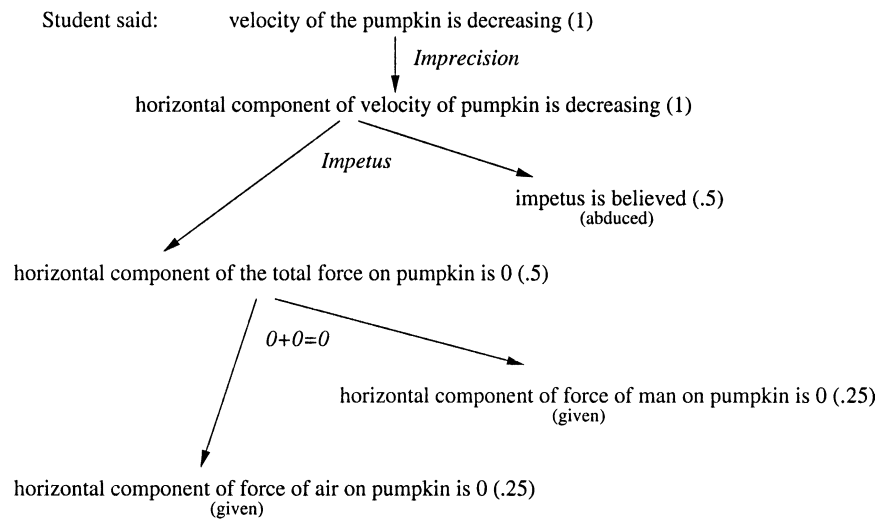 Student said: velocity of the pumpkin is decreasing (1)
Imprecision
horizontal component of velocity of pumpkin is decreasing (1)
Impetus
impetus is believed (.5)
(abduced)
horizontal component of the total force on pumpkin is 0 (.5)
0+0=0
horizontal component of force of man on pumpkin is 0 (.25)
(given)
horizontal component of force of air on pumpkin is 0 (.25)
(given)